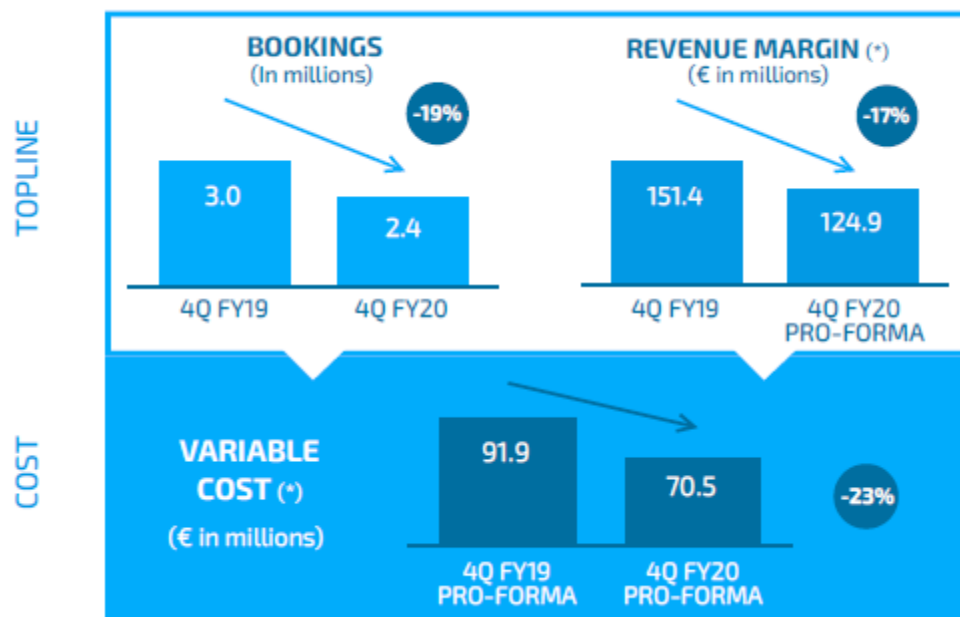 TOPLINE
BOOKINGS
(In millions)
-19%
3.0
2.4
4Q FY19
4Q FY20
REVENUE MARGIN (*)
(€ in millions)
-17%
151.4
124.9
4Q FY19
4Q FY20
PRO-FORMA
COST
VARIABLE
COST (*)
(€ in millions)
91.9
70.5
-23%
4Q FY19
PRO-FORMA
4Q FY20
PRO-FORMA